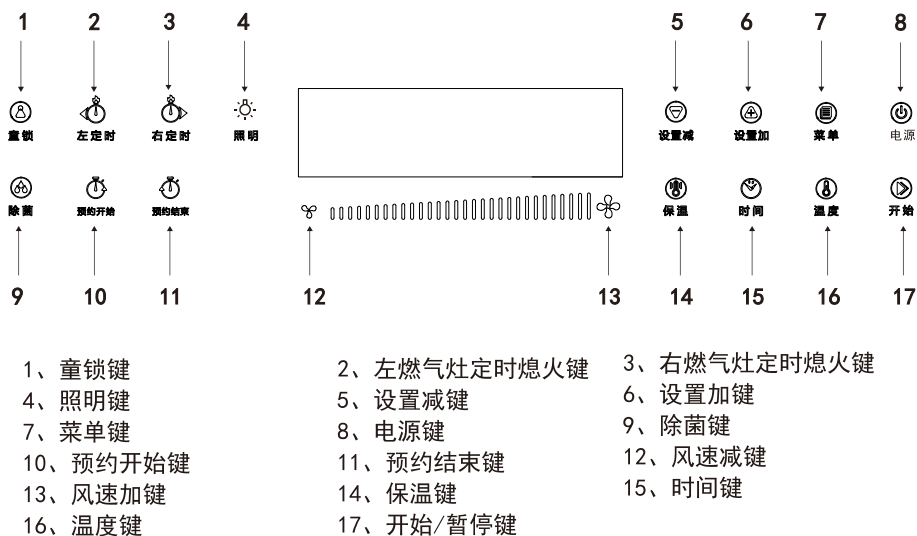 1 2 3 4 5 6 7 8
童锁 左定时 右定时 照明 设置减 设置加 菜单 电源
除菌 预约开始 预约结束 保温 时间 温度 开始
9 10 11 12 13 14 15 16 17
1、童锁键 2、左燃气灶定时熄火键 3、右燃气灶定时熄火键
4、照明键 5、设置减键 6、设置加键
7、菜单键 8、电源键 9、除菌键
10、预约开始键 11、预约结束键 12、风速减键
13、风速加键 14、保温键 15、时间键
16、温度键 17、开始/暂停键